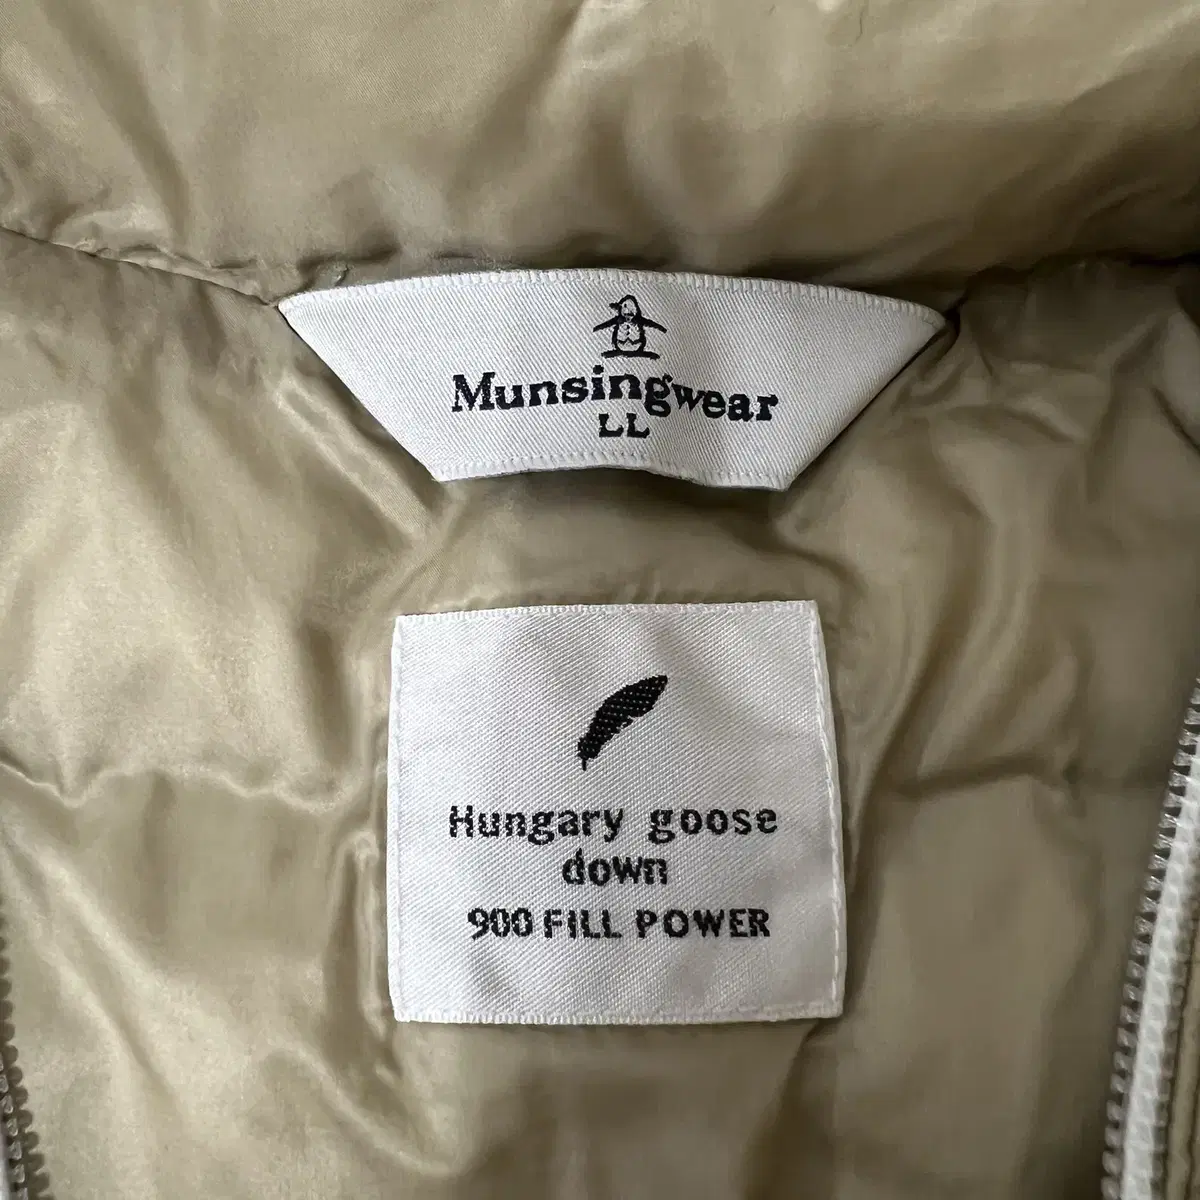 Munsingwear
LL
Hungary goose
down
900 FILL POWER